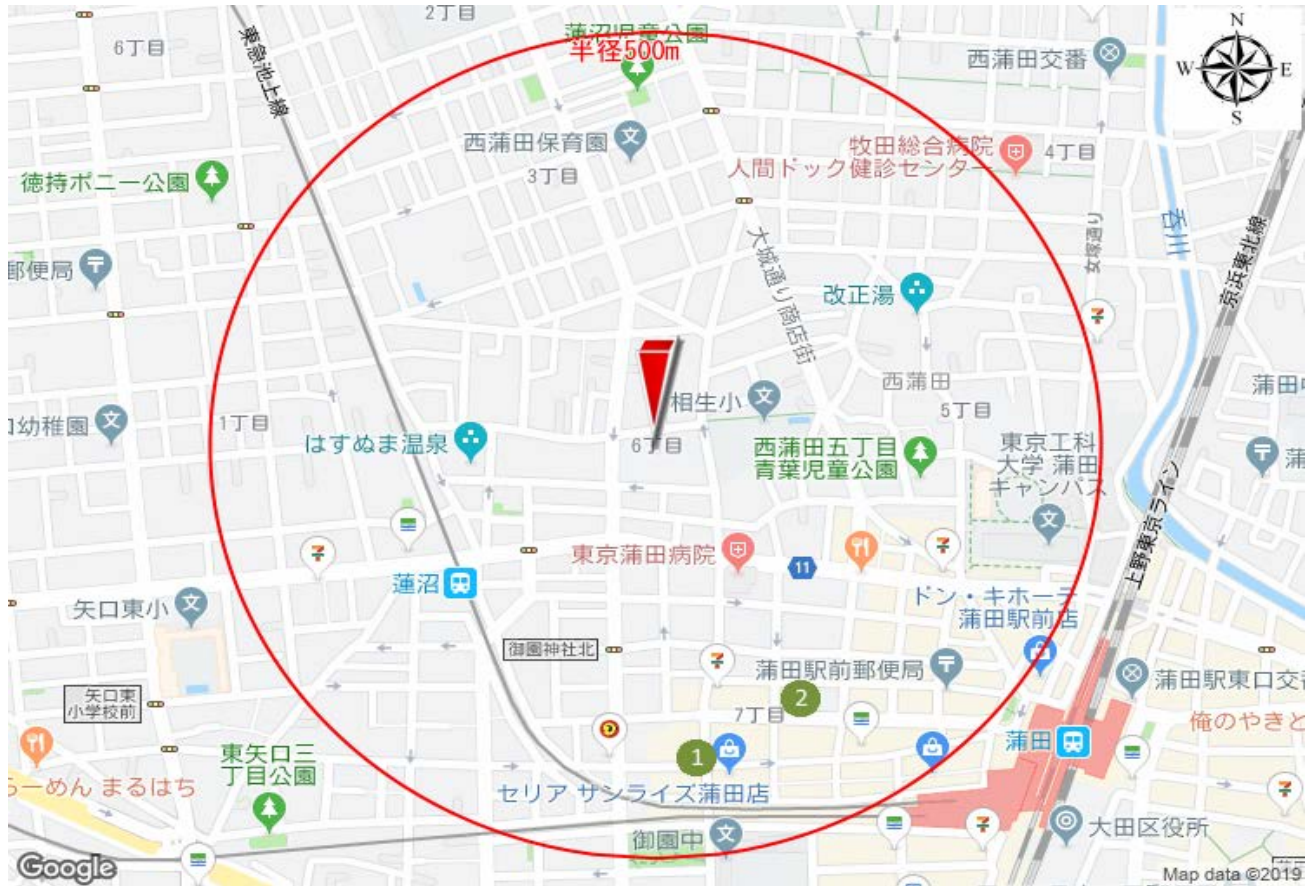 2丁目
蓮沼児童公園
半径500m
6丁目
東急池上線
西蒲田交番
N
W
E
S
西蒲田保育園
3丁目
牧田総合病院
人間ドック健診センター
4丁目
徳持ポニー公園
呑川
女塚通り
京浜東北線
郵便局
大城通り商店街
改正湯
西蒲田
相生小
5丁目
口幼稚園
1丁目
はすぬま温泉
6丁目
西蒲田五丁目
青葉児童公園
東京工科
大学 蒲田
キャンパス
上野東京ライン
東京蒲田病院
11
蓮沼
ドン・キホーテ
蒲田駅前店
矢口東小
御園神社北
蒲田駅前郵便局
蒲田駅東口交番
矢口東
小学校前
2
7丁目
俺のやきと
蒲田
1
東矢口三
丁目公園
らーめん まるはち
セリア サンライズ蒲田店
御園中
大田区役所
Google
Map data ©2019